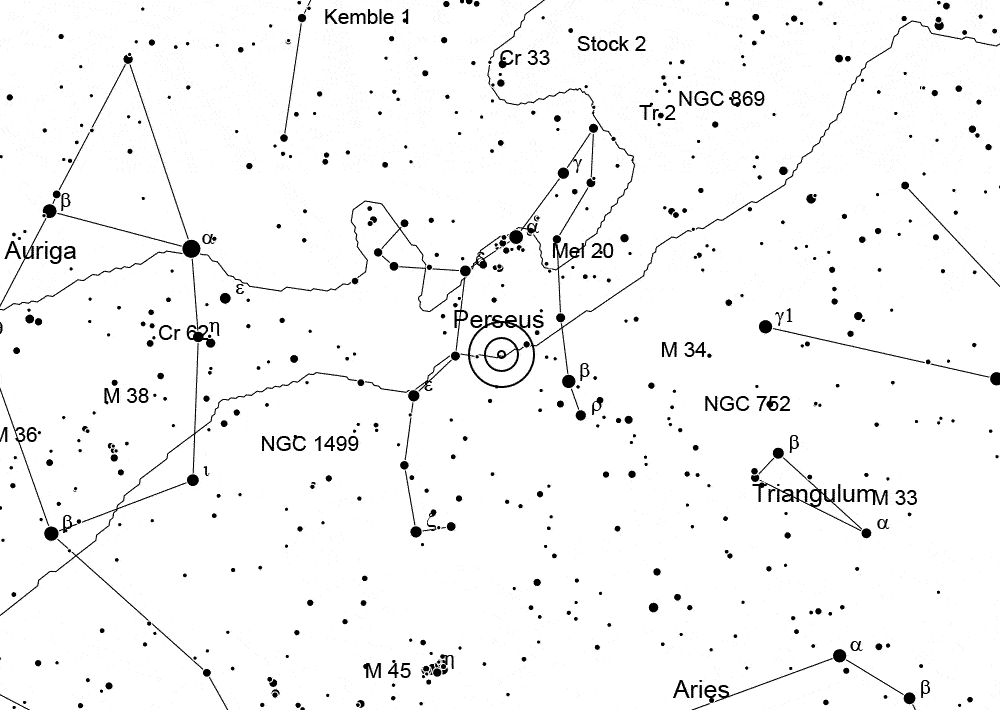 Kemble 1
Stock 2
Cr 33
NGC 869
Tr 2
γ
β
α
α
Mel 20
Auriga
δ
ε
γ1
Perseus
Cr 62
η
M 34
β
M 38
ε
ρ
NGC 752
M 36
NGC 1499
β
ι
Triangulum
M 33
β
ζ
α
α
M 45
η
Aries
β